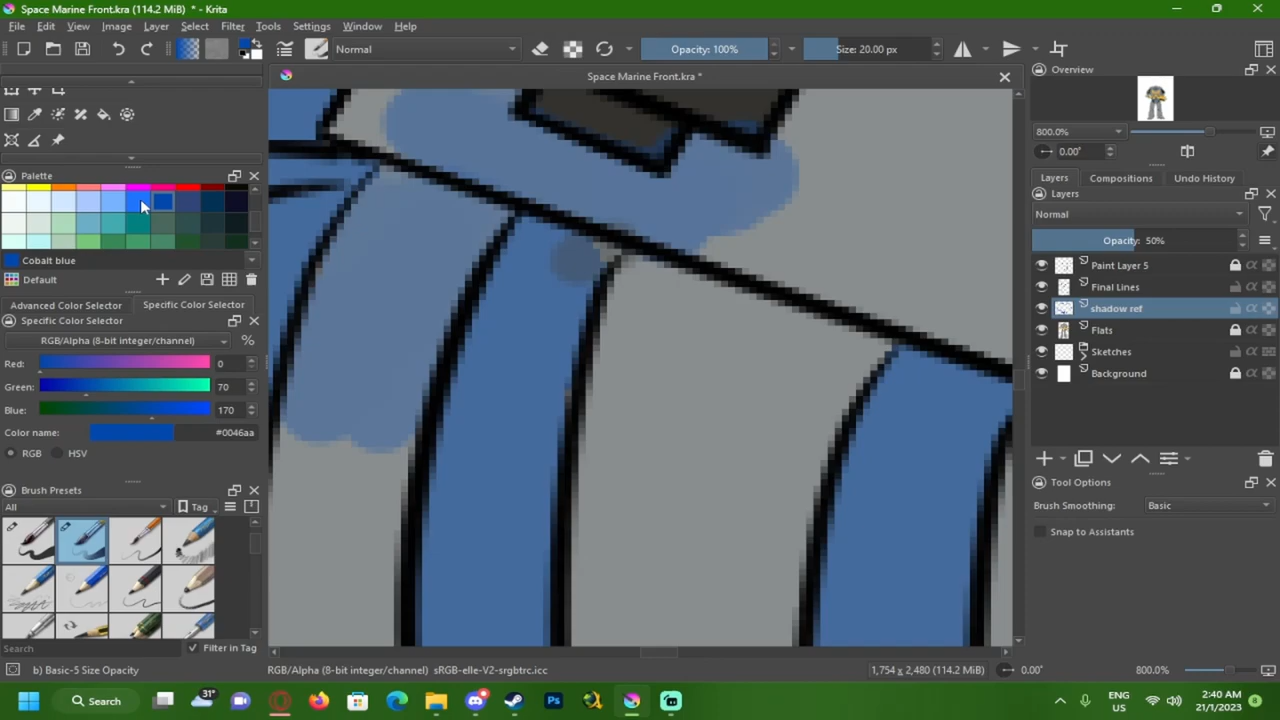 Space Marine Front.kra (114.2 MiB) * - Krita
File Edit View Image Layer Select Filter Tools Settings Window Help
Normal Opacity: 100% Size: 20.00 px
Space Marine Front.kra *
Palette
Cobalt blue
Default
Advanced Color Selector Specific Color Selector
Specific Color Selector
RGB/Alpha (8-bit integer/channel) %
Red: 0
Green: 70
Blue: 170
Color name: #0046aa
RGB HSV
Brush Presets
All Tag
Search Filter in Tag
b) Basic-5 Size Opacity RGB/Alpha (8-bit integer/channel) sRGB-elle-V2-srgbtrc.icc 1,754 x 2,480 (114.2 MiB) 0.00° 800.0%
Overview
800.0%
0.00°
Layers Compositions Undo History
Layers
Normal
Opacity: 50%
Paint Layer 5
Final Lines
shadow ref
Flats
Sketches
Background
Tool Options
Brush Smoothing: Basic
Snap to Assistants
Search 31° Ps ENG US 2:40 AM 21/1/2023 8